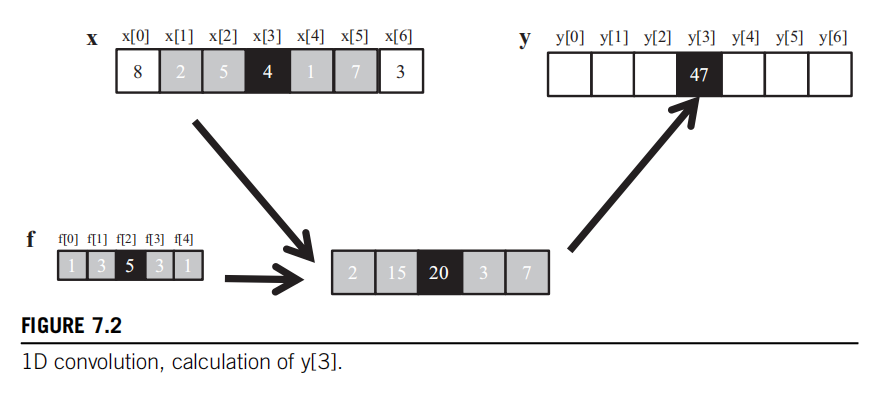 x x[0] x[1] x[2] x[3] x[4] x[5] x[6]
8 2 5 4 1 7 3
y y[0] y[1] y[2] y[3] y[4] y[5] y[6]
47
f f[0] f[1] f[2] f[3] f[4]
1 3 5 3 1
2 15 20 3 7
FIGURE 7.2
1D convolution, calculation of y[3].